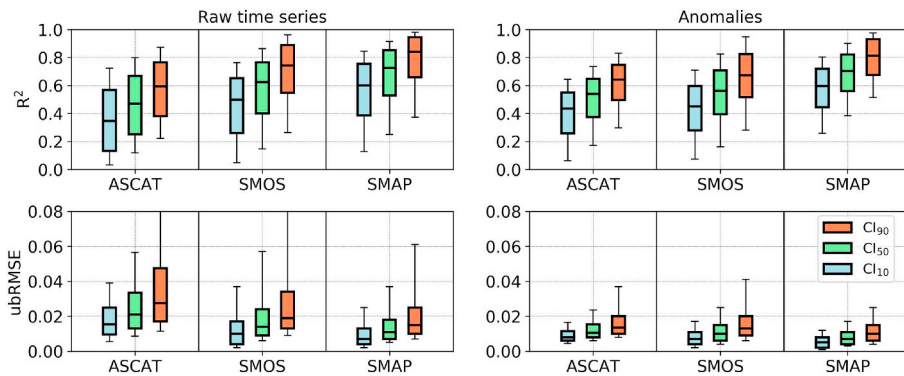 Raw time series
Anomalies
R²
1.0
0.8
0.6
0.4
0.2
0.0
ASCAT
SMOS
SMAP
1.0
0.8
0.6
0.4
0.2
0.0
ASCAT
SMOS
SMAP
ubRMSE
0.08
0.06
0.04
0.02
0.00
ASCAT
SMOS
SMAP
0.08
0.06
0.04
0.02
0.00
ASCAT
SMOS
SMAP
CI₉₀
CI₅₀
CI₁₀